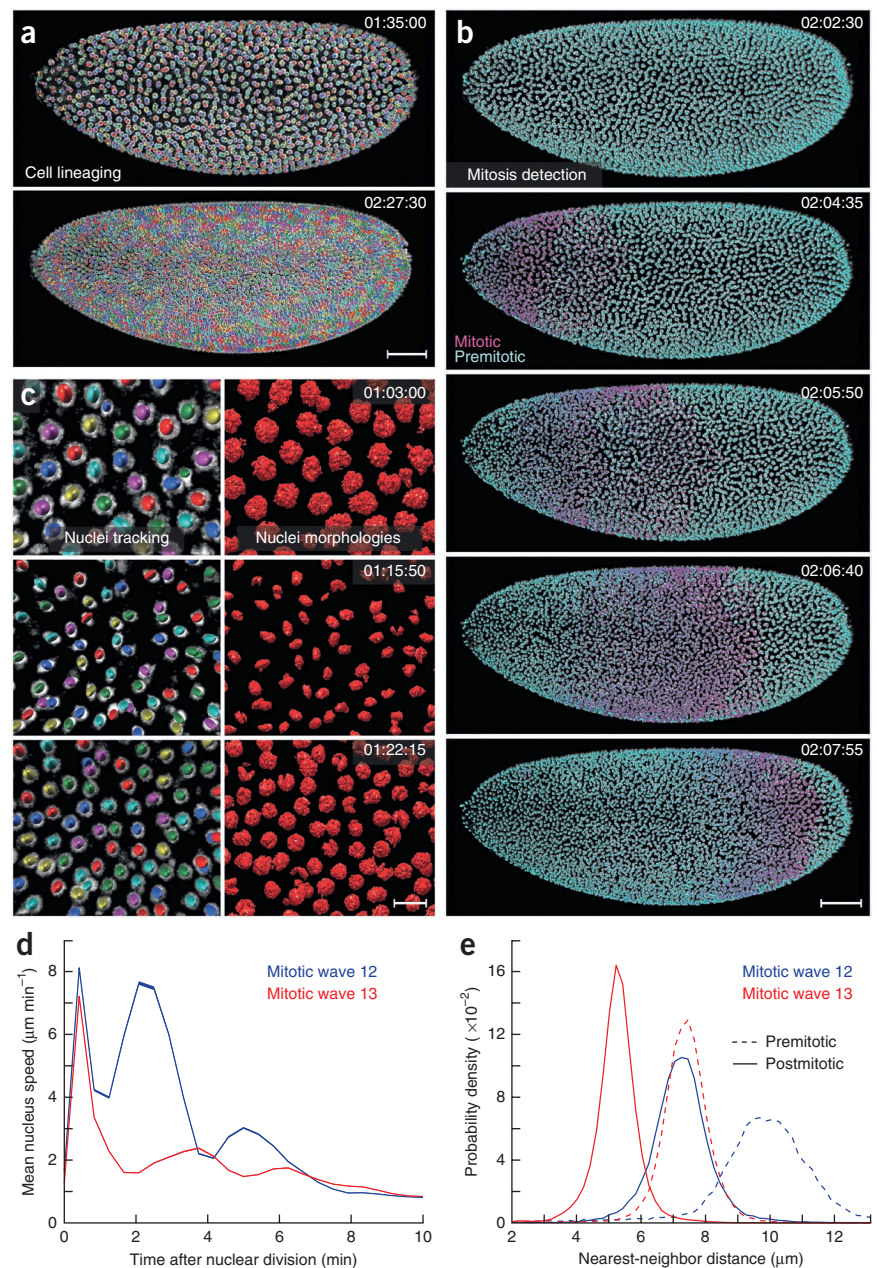 a
01:35:00
Cell lineaging
02:27:30
b
02:02:30
Mitosis detection
02:04:35
Mitotic
Premitotic
02:05:50
02:06:40
02:07:55
c
01:03:00
Nuclei tracking
Nuclei morphologies
01:15:50
01:22:15
d
Mean nucleus speed (μm min⁻¹)
8
6
4
2
0
Mitotic wave 12
Mitotic wave 13
0 2 4 6 8 10
Time after nuclear division (min)
e
Probability density (×10⁻²)
16
12
8
4
0
Mitotic wave 12
Mitotic wave 13
Premitotic
Postmitotic
2 4 6 8 10 12
Nearest-neighbor distance (μm)